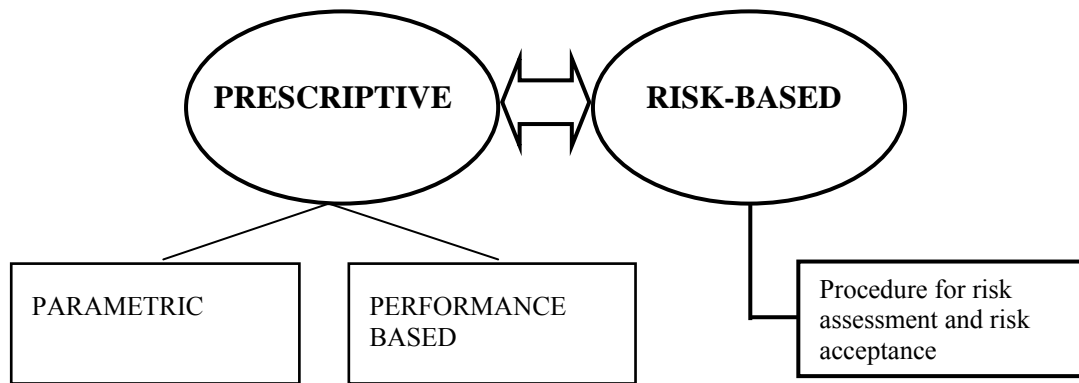 PRESCRIPTIVE
RISK-BASED
PARAMETRIC
PERFORMANCE
BASED
Procedure for risk
assessment and risk
acceptance